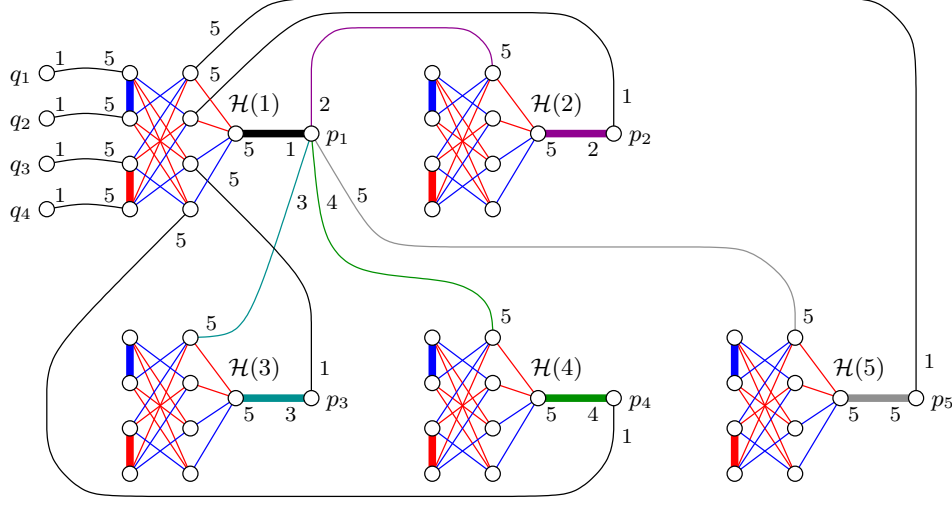 5
q₁ 1 5 5 5 1
ℋ(1) 2 ℋ(2)
q₂ 1 5 5 1 p₁ 5 2 p₂
q₃ 1 5 5
q₄ 1 5 3 4 5
5
5 5 5
ℋ(3) 1 ℋ(4) ℋ(5) 1
5 3 p₃ 5 4 p₄ 5 5 p₅
1